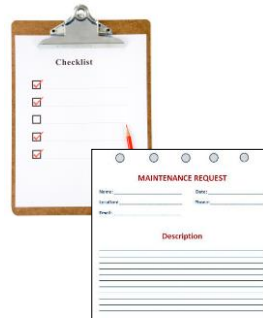 Checklist
MAINTENANCE REQUEST
Name: Date:
Location: Phone:
Email:
Description